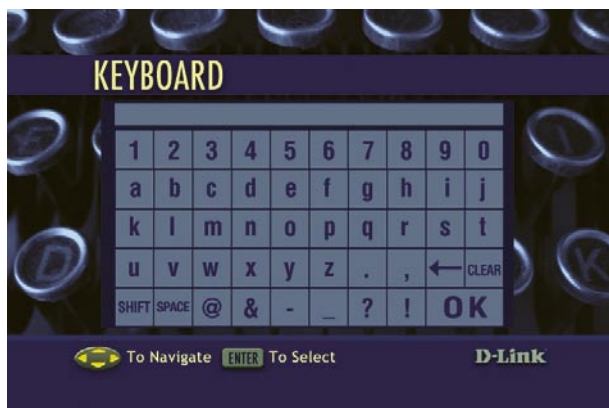 KEYBOARD
1 2 3 4 5 6 7 8 9 0
a b c d e f g h i j
k l m n o p q r s t
u v w x y z . , ← CLEAR
SHIFT SPACE @ & - _ ? ! OK
D
K
To Navigate ENTER To Select D-Link